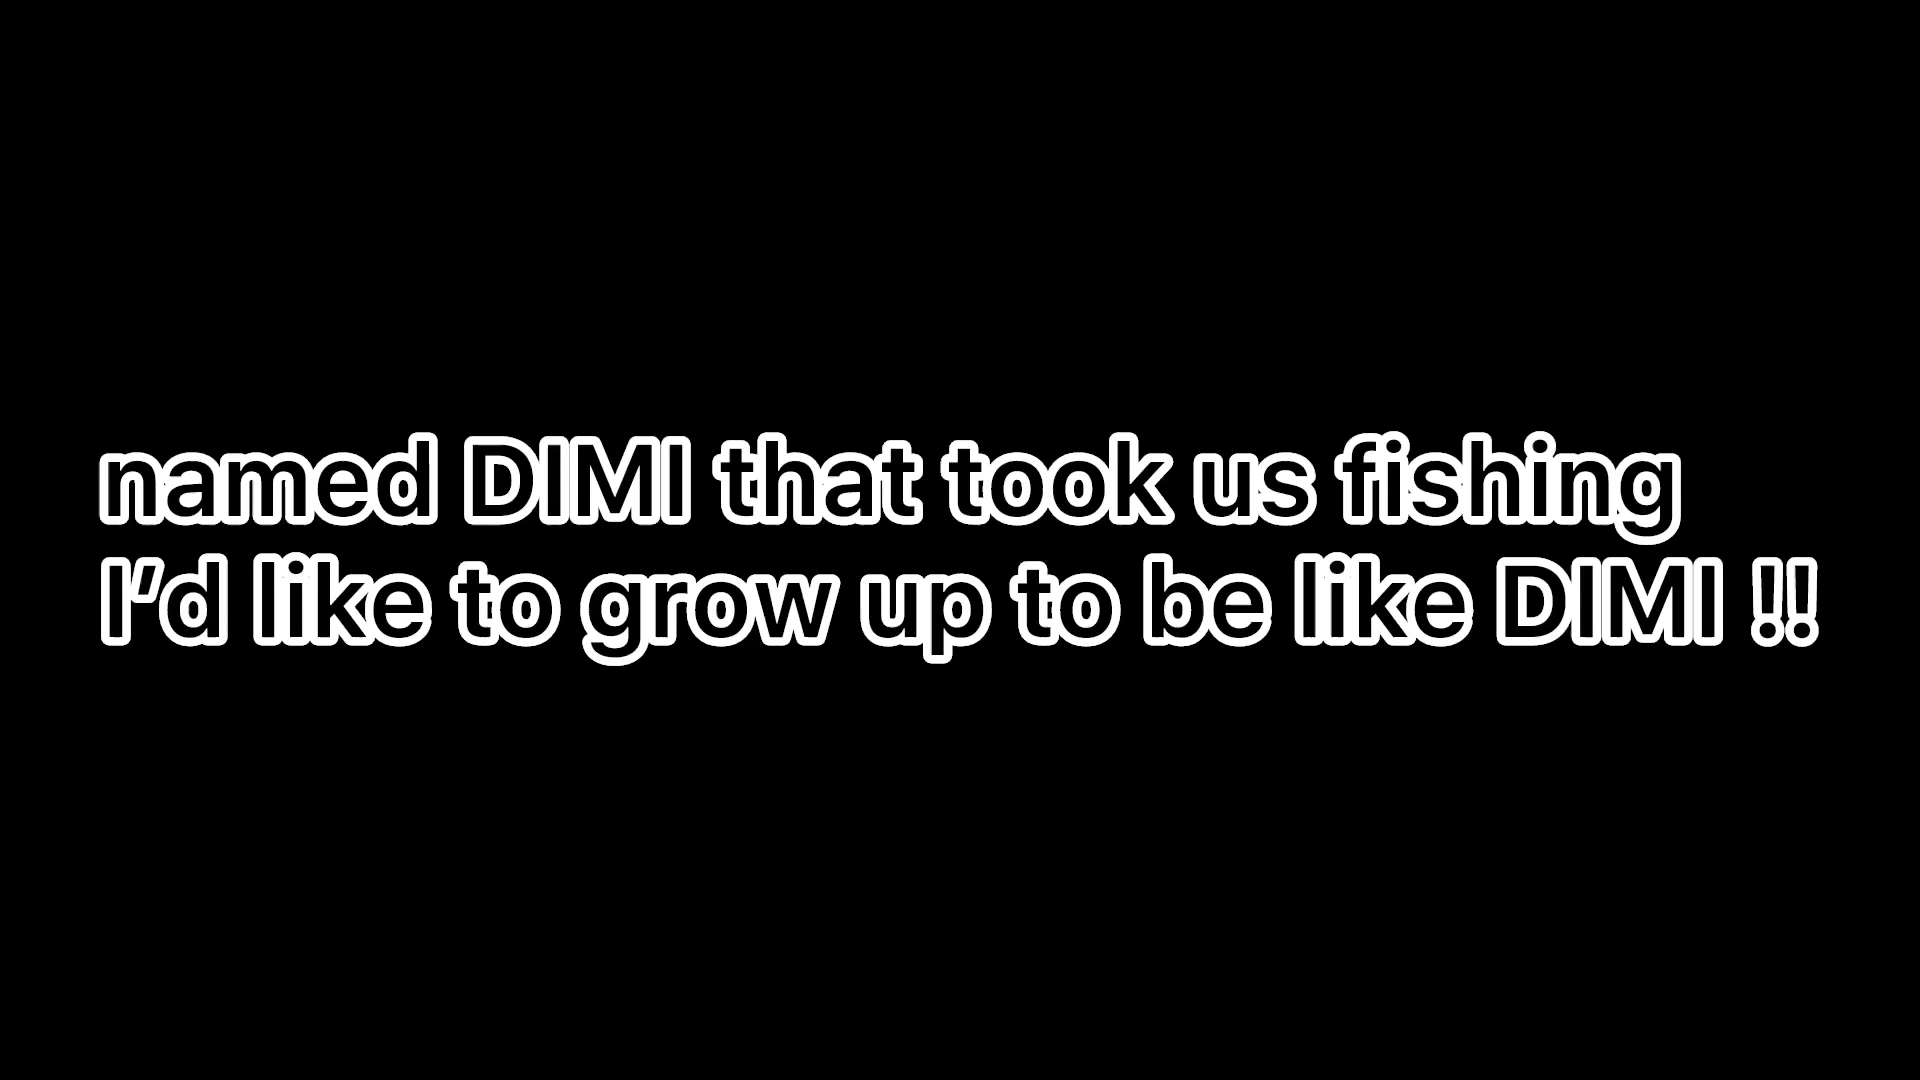 named DIMI that took us fishing
I’d like to grow up to be like DIMI !!